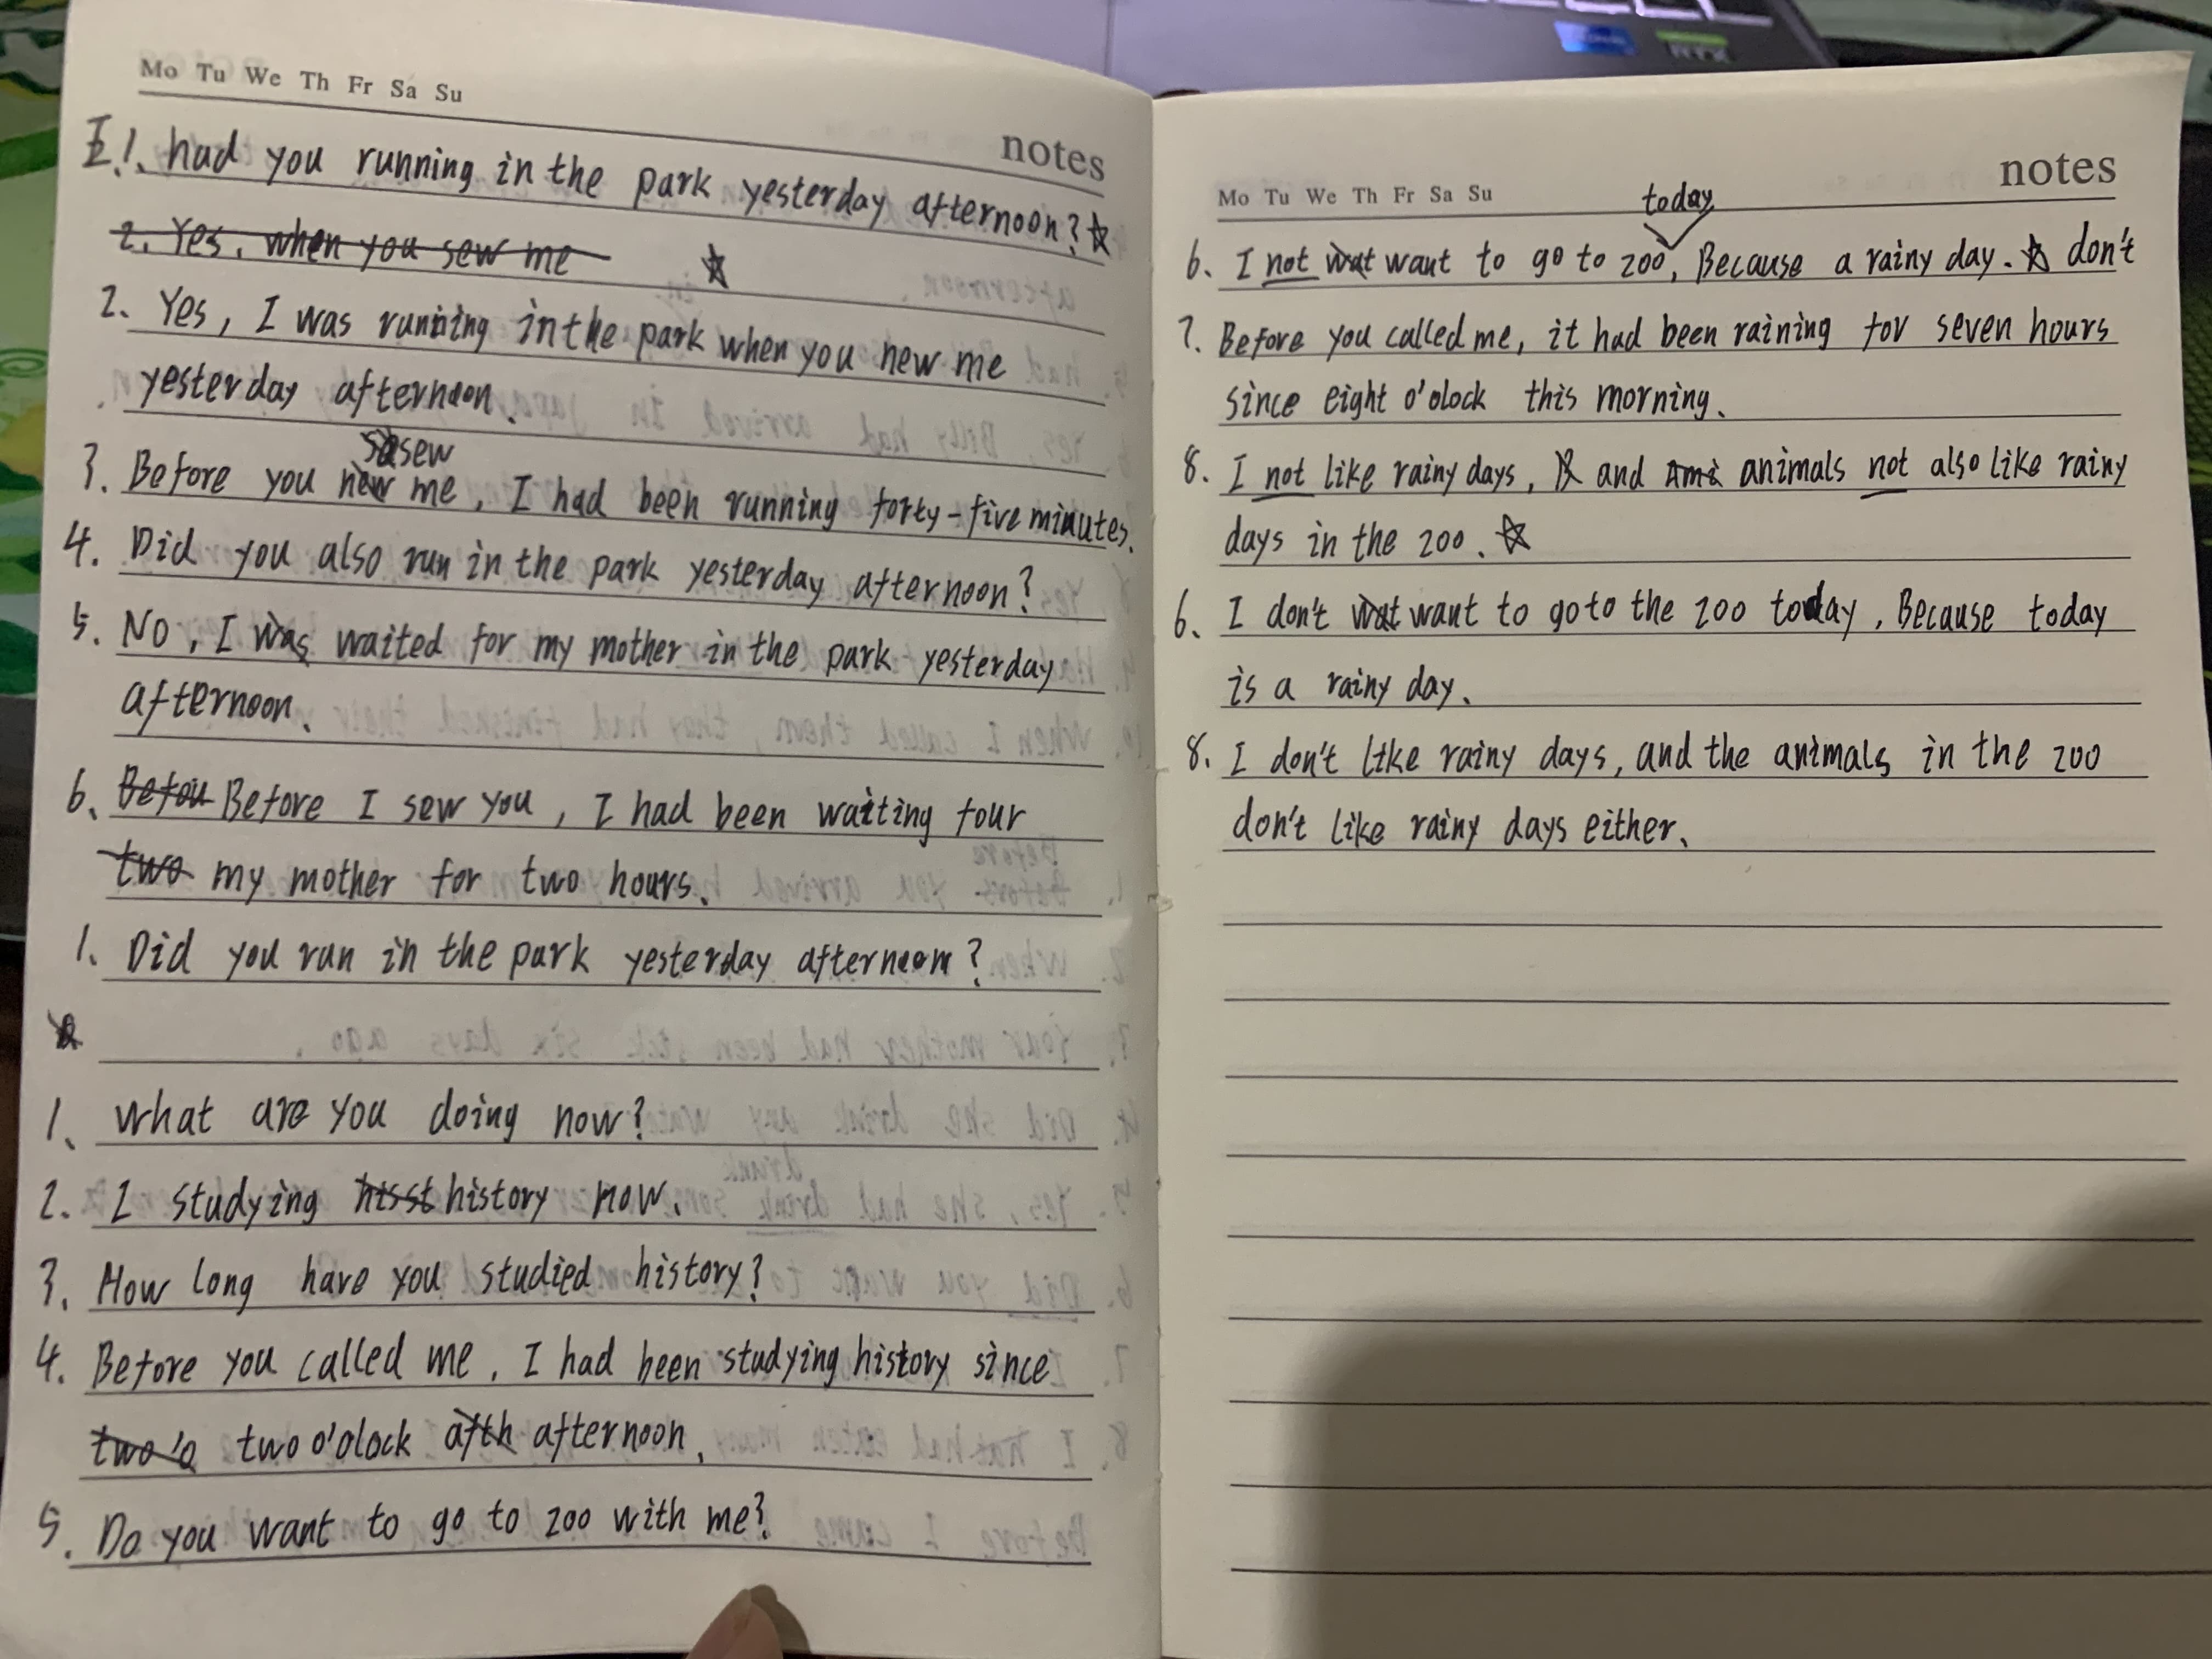 Mo Tu We Th Fr Sa Su
notes
I 1. had you running in the park yesterday afternoon? ☆
2. Yes, when you sew me ☆
2. Yes, I was running in the park when you new me
yesterday afternoon.
sew
3. Before you new me, I had been running forty-five minutes.
4. Did you also run in the park yesterday afternoon?
5. No, I was waited for my mother in the park yesterday
afternoon.
6. Befou Before I sew you, I had been waiting four
two my mother for two hours.
1. Did you run in the park yesterday afternoon?
1. What are you doing now?
2. I studying hisst history now.
3. How long have you studied history?
4. Before you called me, I had been studying history since
two'o two o'olock afth afternoon.
5. Do you want to go to zoo with me?
Mo Tu We Th Fr Sa Su
notes
today
6. I not wat want to go to zoo, Because a rainy day. ☆ don't
7. Before you called me, it had been raining for seven hours
since eight o'olock this morning.
8. I not like rainy days, and Ami animals not also like rainy
days in the zoo. ☆
6. I don't wat want to go to the zoo today, Because today
is a rainy day.
8. I don't like rainy days, and the animals in the zoo
don't like rainy days either.